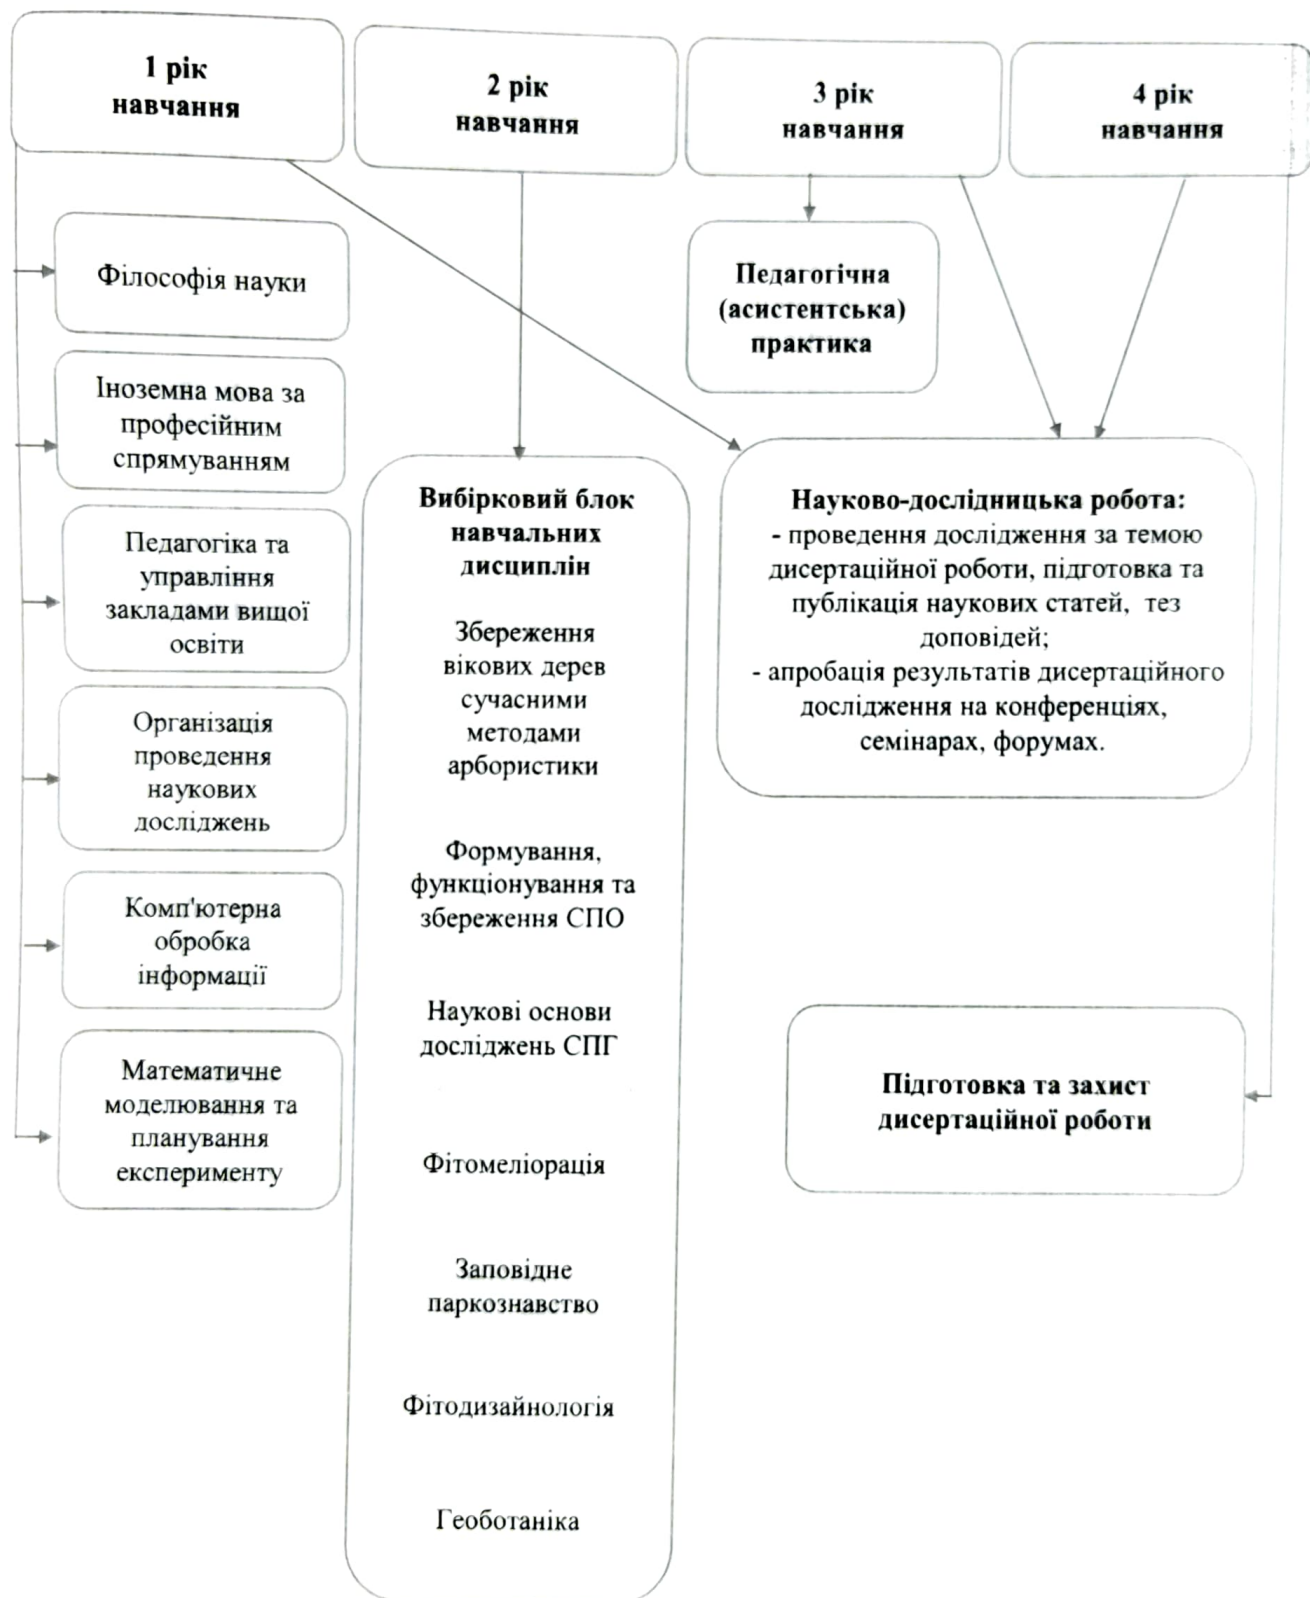 1 рік
навчання
2 рік
навчання
3 рік
навчання
4 рік
навчання
Філософія науки
Іноземна мова за
професійним
спрямуванням
Педагогіка та
управління
закладами вищої
освіти
Організація
проведення
наукових
досліджень
Комп'ютерна
обробка
інформації
Математичне
моделювання та
планування
експерименту
Вибірковий блок
навчальних
дисциплін
Збереження
вікових дерев
сучасними
методами
арбористики
Формування,
функціонування та
збереження СПО
Наукові основи
досліджень СПГ
Фітомеліорація
Заповідне
паркознавство
Фітодизайнологія
Геоботаніка
Педагогічна
(асистентська)
практика
Науково-дослідницька робота:
- проведення дослідження за темою
дисертаційної роботи, підготовка та
публікація наукових статей, тез
доповідей;
- апробація результатів дисертаційного
дослідження на конференціях,
семінарах, форумах.
Підготовка та захист
дисертаційної роботи